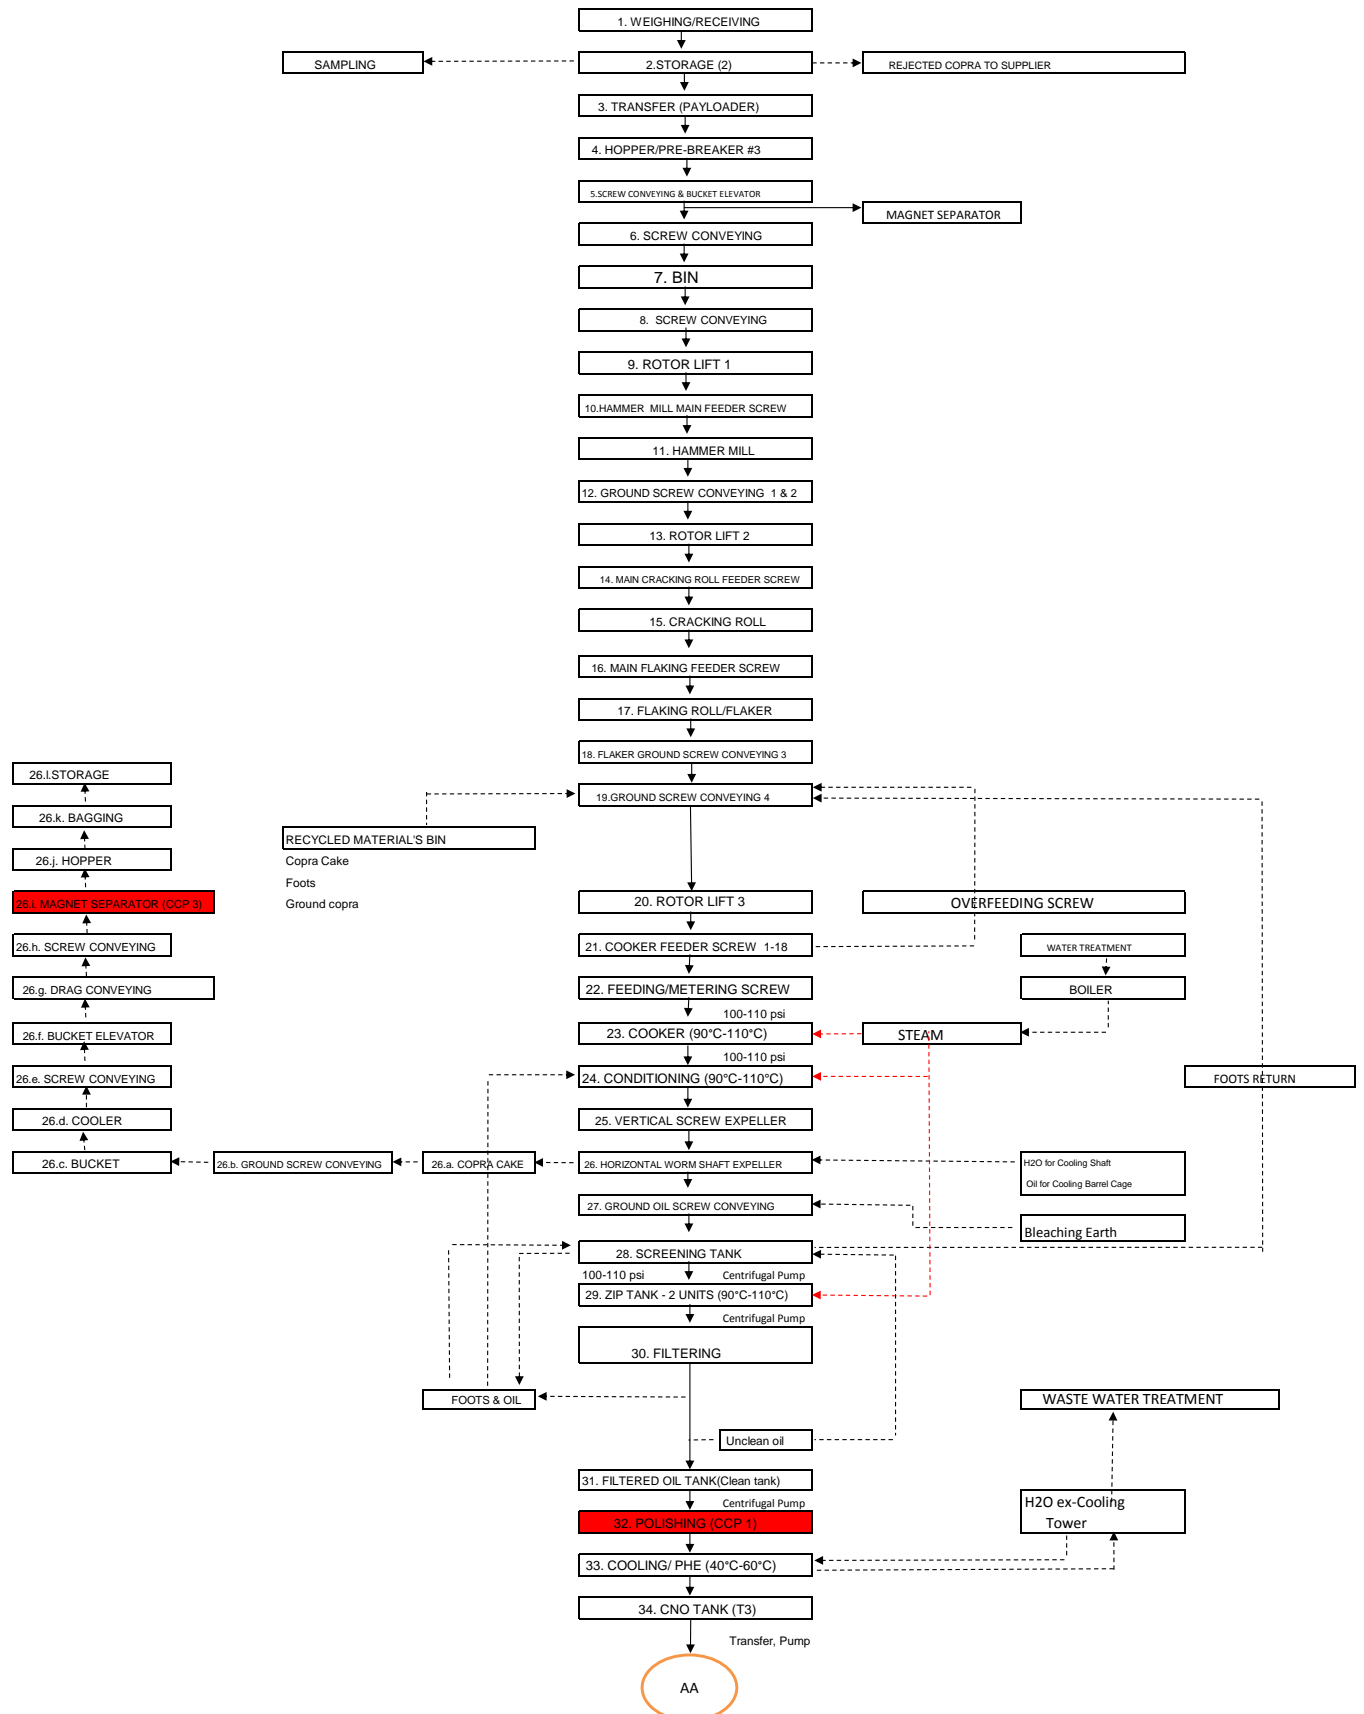 1. WEIGHING/RECEIVING
SAMPLING
2.STORAGE (2)
REJECTED COPRA TO SUPPLIER
3. TRANSFER (PAYLOADER)
4. HOPPER/PRE-BREAKER #3
5.SCREW CONVEYING & BUCKET ELEVATOR
MAGNET SEPARATOR
6. SCREW CONVEYING
7. BIN
8. SCREW CONVEYING
9. ROTOR LIFT 1
10.HAMMER MILL MAIN FEEDER SCREW
11. HAMMER MILL
12. GROUND SCREW CONVEYING 1 & 2
13. ROTOR LIFT 2
14. MAIN CRACKING ROLL FEEDER SCREW
15. CRACKING ROLL
16. MAIN FLAKING FEEDER SCREW
17. FLAKING ROLL/FLAKER
18. FLAKER GROUND SCREW CONVEYING 3
26.l.STORAGE
19.GROUND SCREW CONVEYING 4
26.k. BAGGING
RECYCLED MATERIAL'S BIN
26.j. HOPPER
Copra Cake
Foots
26.i. MAGNET SEPARATOR (CCP 3)
Ground copra
20. ROTOR LIFT 3
OVERFEEDING SCREW
26.h. SCREW CONVEYING
21. COOKER FEEDER SCREW 1-18
WATER TREATMENT
26.g. DRAG CONVEYING
22. FEEDING/METERING SCREW
BOILER
100-110 psi
26.f. BUCKET ELEVATOR
23. COOKER (90°C-110°C)
STEAM
100-110 psi
26.e. SCREW CONVEYING
24. CONDITIONING (90°C-110°C)
FOOTS RETURN
26.d. COOLER
25. VERTICAL SCREW EXPELLER
26.c. BUCKET
26.b. GROUND SCREW CONVEYING
26.a. COPRA CAKE
26. HORIZONTAL WORM SHAFT EXPELLER
H2O for Cooling Shaft
Oil for Cooling Barrel Cage
27. GROUND OIL SCREW CONVEYING
Bleaching Earth
28. SCREENING TANK
100-110 psi
Centrifugal Pump
29. ZIP TANK - 2 UNITS (90°C-110°C)
Centrifugal Pump
30. FILTERING
FOOTS & OIL
WASTE WATER TREATMENT
Unclean oil
31. FILTERED OIL TANK(Clean tank)
Centrifugal Pump
H2O ex-Cooling
Tower
32. POLISHING (CCP 1)
33. COOLING/ PHE (40°C-60°C)
34. CNO TANK (T3)
Transfer, Pump
AA